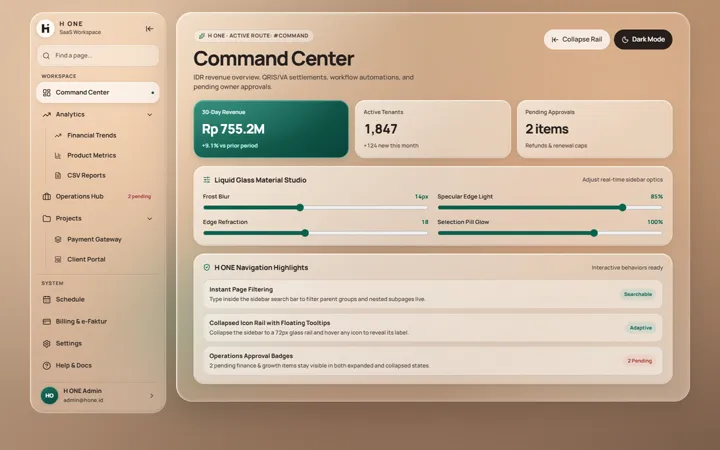 H ONE
SaaS Workspace
Find a page...
WORKSPACE
Command Center
Analytics
Financial Trends
Product Metrics
CSV Reports
Operations Hub
2 pending
Projects
Payment Gateway
Client Portal
SYSTEM
Schedule
Billing & e-Faktur
Settings
Help & Docs
HO
H ONE Admin
admin@hone.id
H ONE · ACTIVE ROUTE: #COMMAND
Collapse Rail
Dark Mode
Command Center
IDR revenue overview, QRIS/VA settlements, workflow automations, and
pending owner approvals.
30-Day Revenue
Rp 755.2M
+9.1% vs prior period
Active Tenants
1,847
+124 new this month
Pending Approvals
2 items
Refunds & renewal caps
Liquid Glass Material Studio
Adjust real-time sidebar optics
Frost Blur
14px
Specular Edge Light
85%
Edge Refraction
18
Selection Pill Glow
100%
H ONE Navigation Highlights
Interactive behaviors ready
Instant Page Filtering
Type inside the sidebar search bar to filter parent groups and nested subpages live.
Searchable
Collapsed Icon Rail with Floating Tooltips
Collapse the sidebar to a 72px glass rail and hover any icon to reveal its label.
Adaptive
Operations Approval Badges
2 pending finance & growth items stay visible in both expanded and collapsed states.
2 Pending